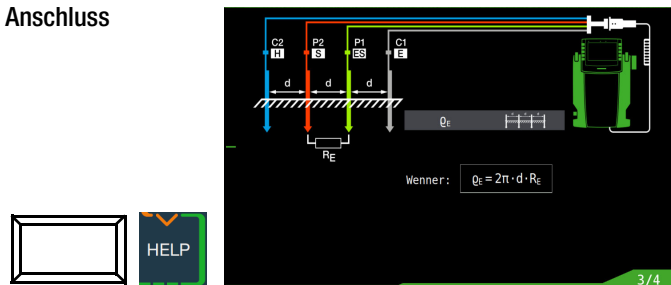 Anschluss
C2 P2 P1 C1
H S ES E
d d d
ρE
RE
Wenner: ρE = 2π·d·RE
HELP
3/4